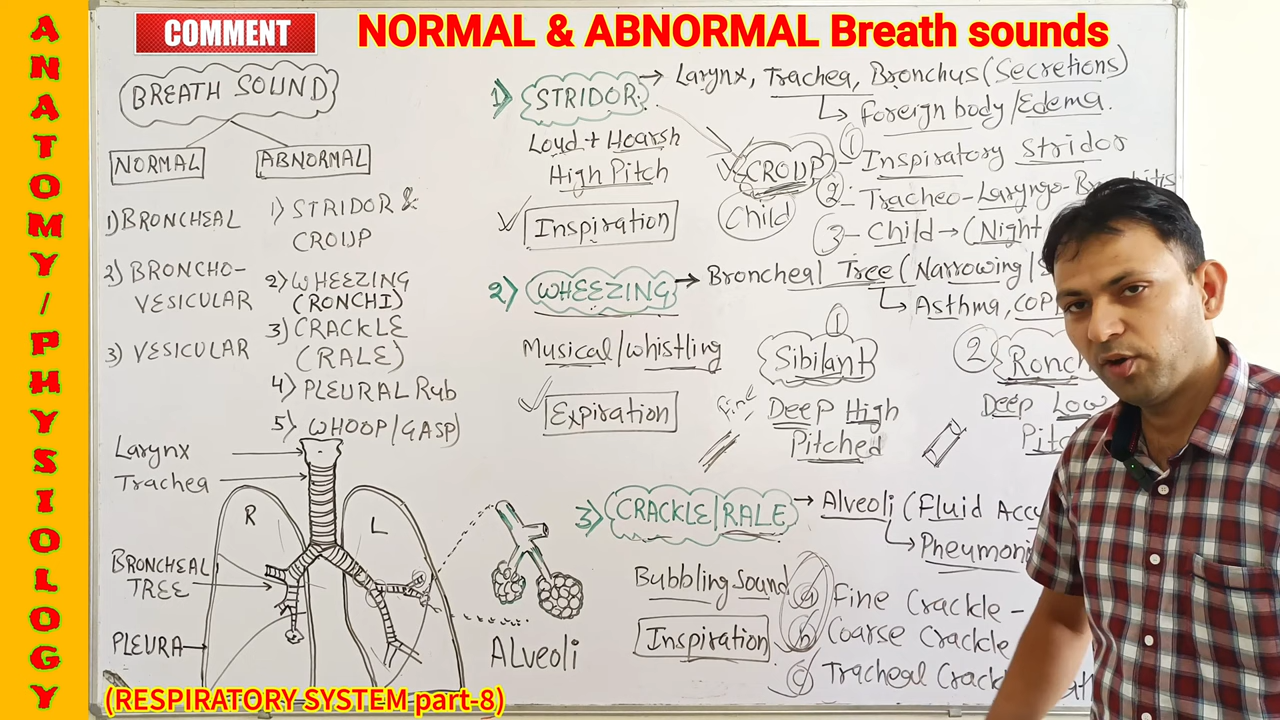 ANATOMY/PHYSIOLOGY
COMMENT
NORMAL & ABNORMAL Breath sounds
BREATH SOUND
NORMAL
ABNORMAL
1) BRONCHEAL
2) BRONCHO-
VESICULAR
3) VESICULAR
1) STRIDOR &
CROUP
2) WHEEZING
(RONCHI)
3) CRACKLE
(RALE)
4) PLEURAL Rub
5) WHOOP/GASP
Larynx
Trachea
R
L
BRONCHEAL
TREE
PLEURA
ALveoli
1) STRIDOR → Larynx, Trachea, Bronchus (Secretions)
Foreign body/Edema.
Loud + Hoarsh
High Pitch
Inspiration
CROUP
Child
1 Inspiratory Stridor
2 Tracheo-Laryngo-
3 - Child → (Night
2) WHEEZING → Broncheal Tree (Narrowing/
Asthma,
Musical/whistling
Expiration
1
Sibilant
Fine
Deep High
Pitched
2
Deep Low
3) CRACKLE/RALE → Alveoli (Fluid
Bubbling sound
Inspiration
a Fine Crackle -
b Coarse Crackle
c Tracheal
(RESPIRATORY SYSTEM part-8)